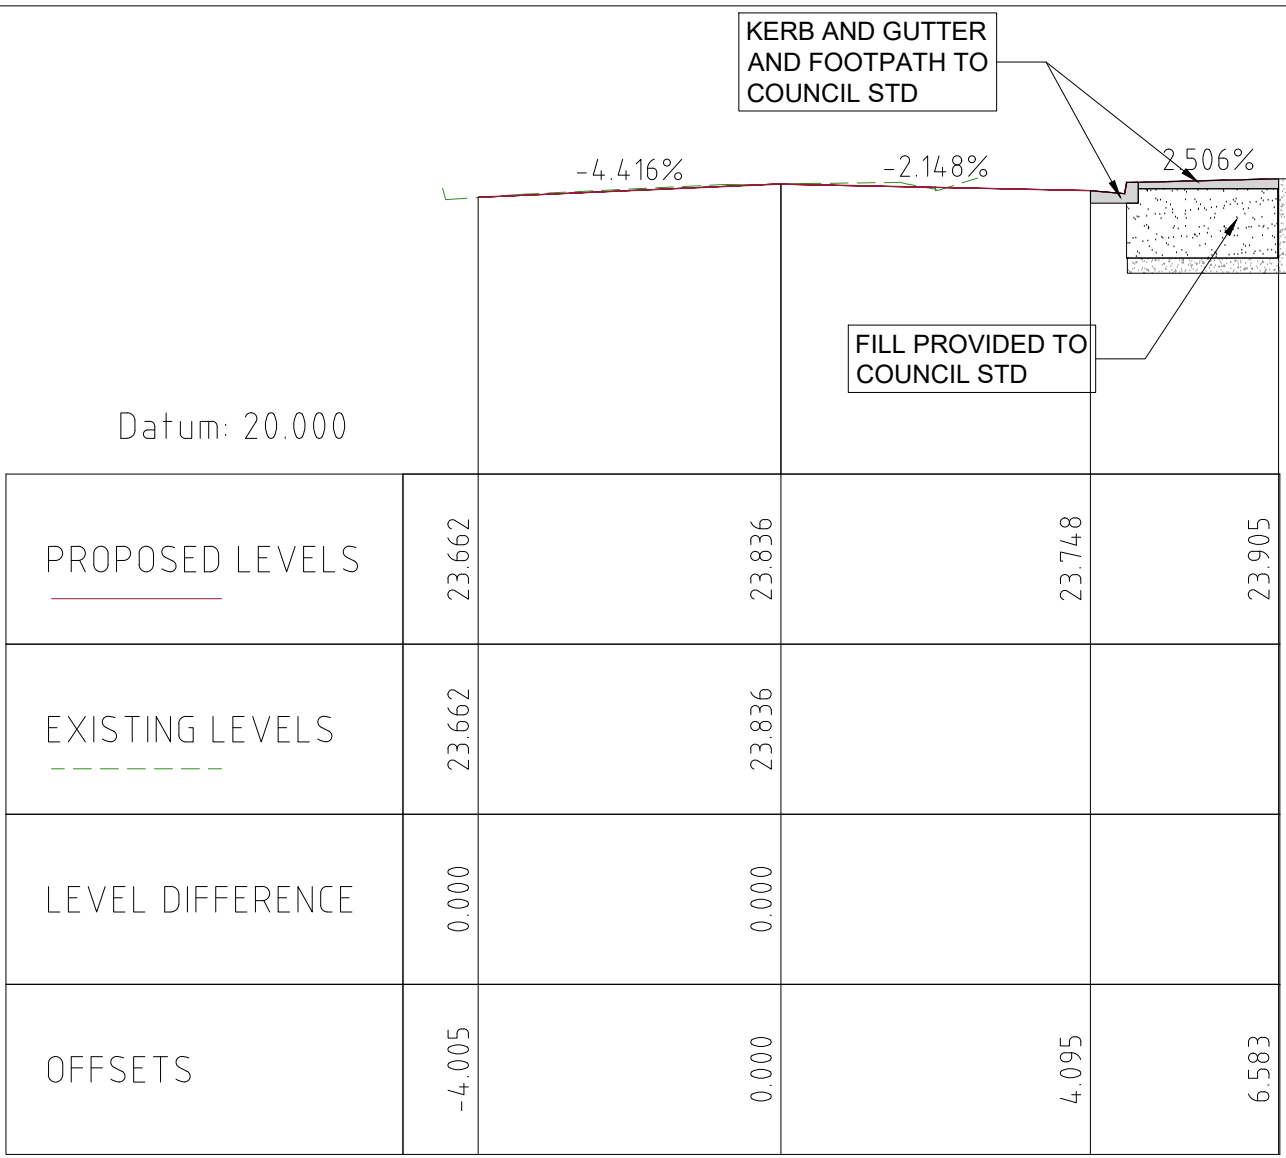 KERB AND GUTTER
AND FOOTPATH TO
COUNCIL STD
-4.416%
-2.148%
2.506%
FILL PROVIDED TO
COUNCIL STD
Datum: 20.000
PROPOSED LEVELS
23.662
23.836
23.748
23.905
EXISTING LEVELS
23.662
23.836
LEVEL DIFFERENCE
0.000
0.000
OFFSETS
-4.005
0.000
4.095
6.583